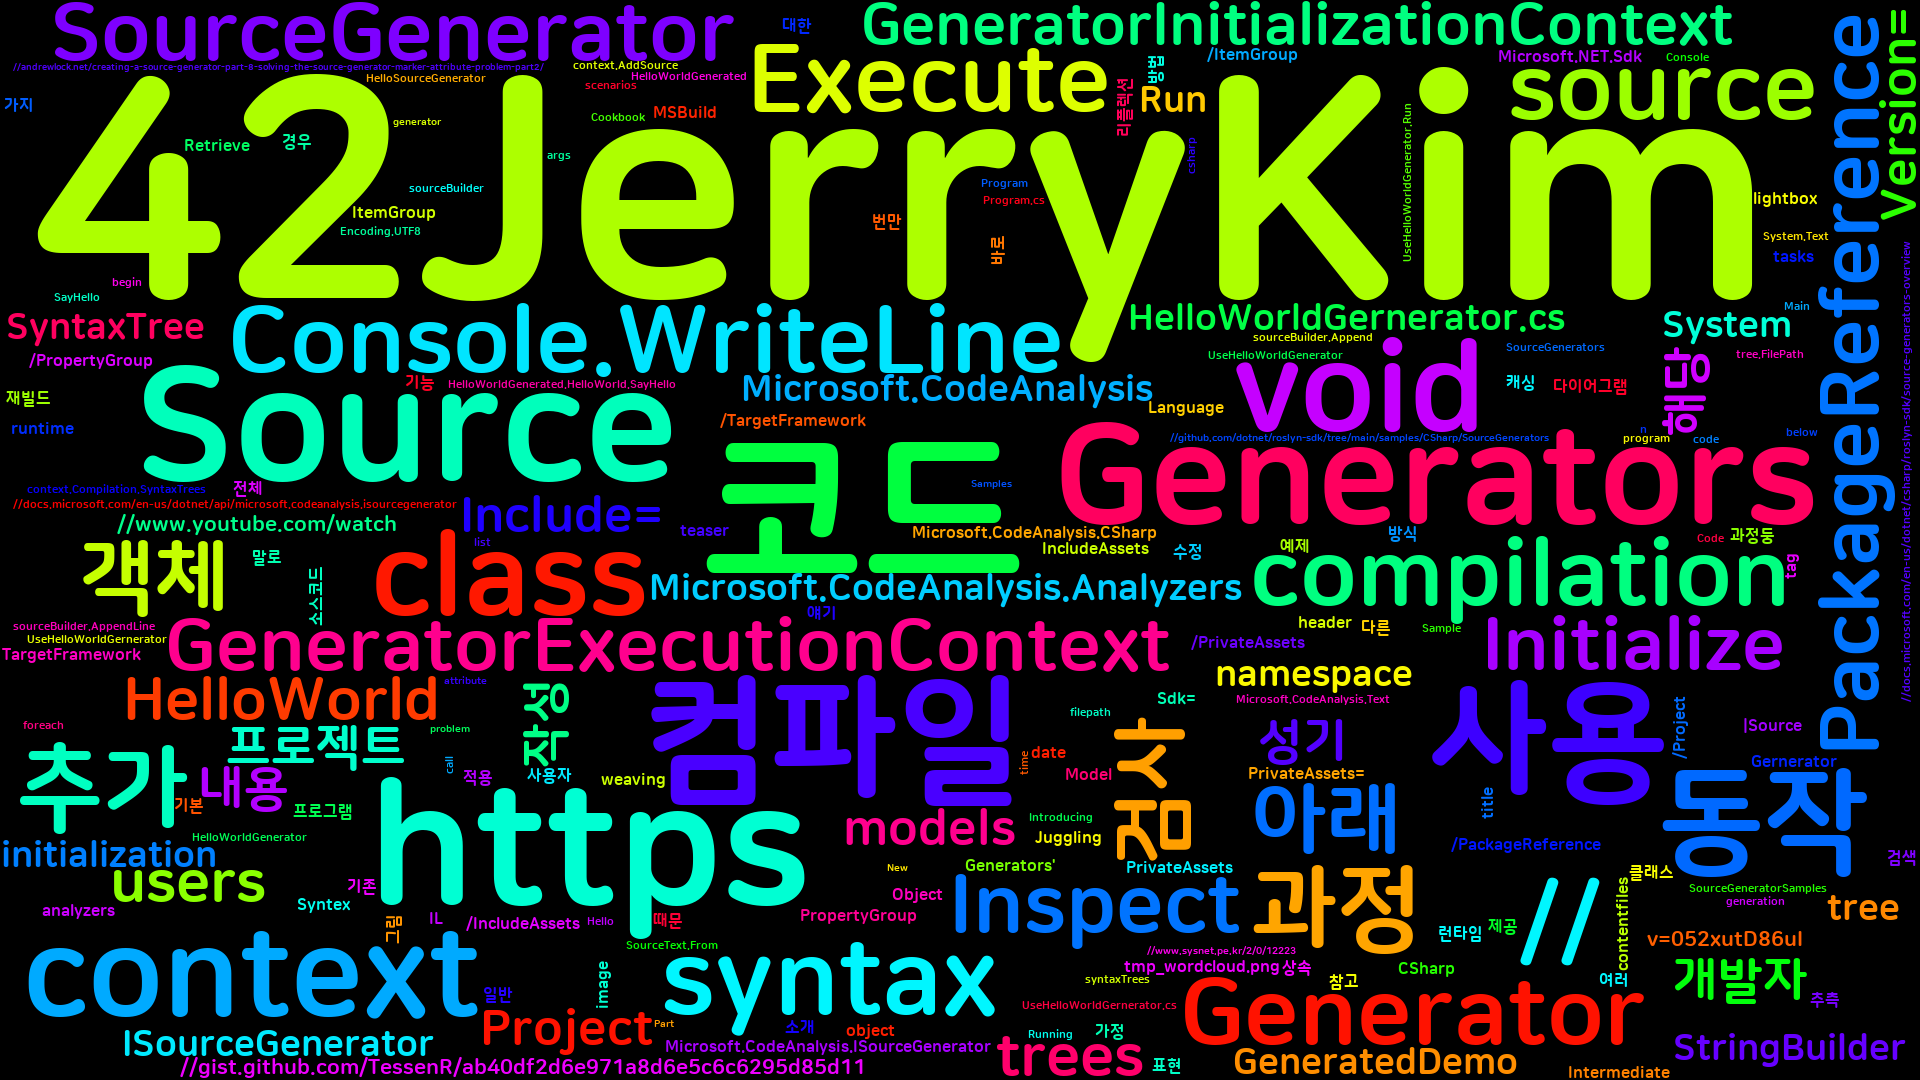 SourceGenerator
대한
GeneratorInitializationContext
PackageReference
Version=
//andrewlock.net/creating-a-source-generator-part-8-solving-the-source-generator-marker-attribute-problem-part2/
HelloSourceGenerator
context.AddSource
HelloWorldGenerated
Execute
/ItemGroup
Microsoft.NET.Sdk
Console
가지
scenarios
MSBuild
리플렉션
Run
source
Cookbook
generator
Retrieve
경우
42JerryKim
args
csharp
UseHelloWorldGenerator.Run
sourceBuilder
Program
Program.cs
lightbox
ItemGroup
Encoding.UTF8
번만
바로
System.Text
tasks
begin
SayHello
//docs.microsoft.com/en-us/dotnet/csharp/roslyn-sdk/source-generators-overview
SyntaxTree
Console.WriteLine
HelloWorldGernerator.cs
System
Main
sourceBuilder.Append
UseHelloWorldGenerator
SourceGenerators
tree.FilePath
/PropertyGroup
Source
기능
HelloWorldGenerated.HelloWorld.SayHello
Microsoft.CodeAnalysis
void
캐싱
다이어그램
해당
재빌드
runtime
/TargetFramework
Language
Generators
//github.com/dotnet/roslyn-sdk/tree/main/samples/CSharp/SourceGenerators
n
program
code
below
코드
context.Compilation.SyntaxTrees
전체
Samples
//docs.microsoft.com/en-us/dotnet/api/microsoft.codeanalysis.isourcegenerator
Include=
//www.youtube.com/watch
teaser
Microsoft.CodeAnalysis.CSharp
방식
Code
과정등
list
객체
말로
class
IncludeAssets
수정
예제
compilation
tag
소스코드
Microsoft.CodeAnalysis.Analyzers
얘기
sourceBuilder.AppendLine
UseHelloWorldGernerator
TargetFramework
GeneratorExecutionContext
/PrivateAssets
header
다른
Sample
Initialize
HelloWorld
attribute
작성
컴파일
namespace
Sdk=
Microsoft.CodeAnalysis.Text
filepath
사용
/Project
|Source
foreach
프로젝트
problem
검사
성기
추가
내용
call
적용
사용자
weaving
time
date
Model
PrivateAssets=
Gernerator
기본
프로그램
https
아래
title
동작
HelloWorldGenerator
models
Introducing
Juggling
/PackageReference
검색
initialization
users
기존
New
Generators'
PrivateAssets
클래스
Syntex
Object
Inspect
과정
//
contentfiles
SourceGeneratorSamples
generation
tree
analyzers
그림
IL
/IncludeAssets
Hello
때문
PropertyGroup
런타임
제공
context
SourceText.From
//www.sysnet.pe.kr/2/0/12223
v=052xutD86uI
syntax
tmp_wordcloud.png
상속
CSharp
개발자
image
일반
syntaxTrees
참고
여러
추측
Project
Part
UseHelloWorldGernerator.cs
Generator
ISourceGenerator
소개
object
Running
가정
Microsoft.CodeAnalysis.ISourceGenerator
trees
표현
GeneratedDemo
StringBuilder
//gist.github.com/TessenR/ab40df2d6e971a8d6e5c6c6295d85d11
Intermediate